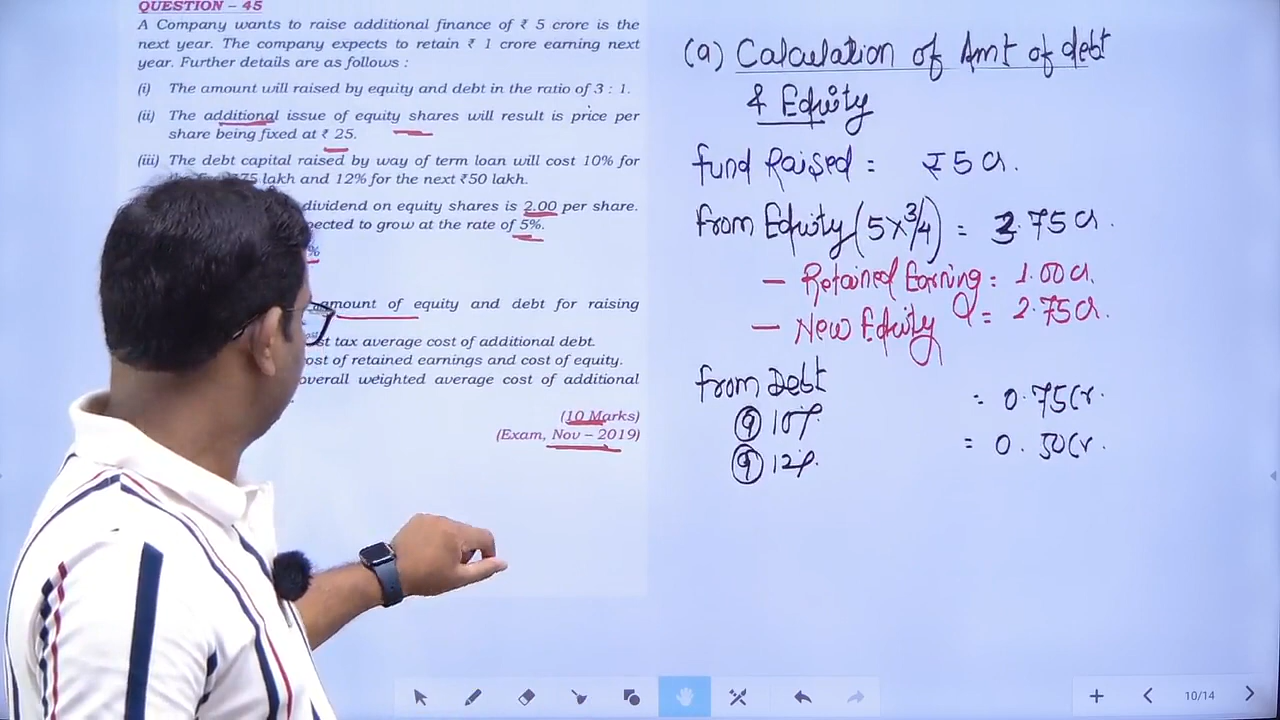 QUESTION – 45
A Company wants to raise additional finance of ₹ 5 crore is the
next year. The company expects to retain ₹ 1 crore earning next
year. Further details are as follows :
(i) The amount will raised by equity and debt in the ratio of 3 : 1.
(ii) The additional issue of equity shares will result is price per
share being fixed at ₹ 25.
(iii) The debt capital raised by way of term loan will cost 10% for
75 lakh and 12% for the next ₹50 lakh.
dividend on equity shares is 2.00 per share.
pected to grow at the rate of 5%.
%
amount of equity and debt for raising
st tax average cost of additional debt.
ost of retained earnings and cost of equity.
overall weighted average cost of additional
(10 Marks)
(Exam, Nov – 2019)
(a) Calculation of Amt of debt
& Equity
fund Raised = ₹5 Cr.
from Equity (5×3/4) = 3.75 Cr.
– Retained Earning = 1.00 Cr.
– New Equity = 2.75 Cr.
from Debt
@ 10% = 0.75 Cr.
@ 12% = 0.50 Cr.
10/14